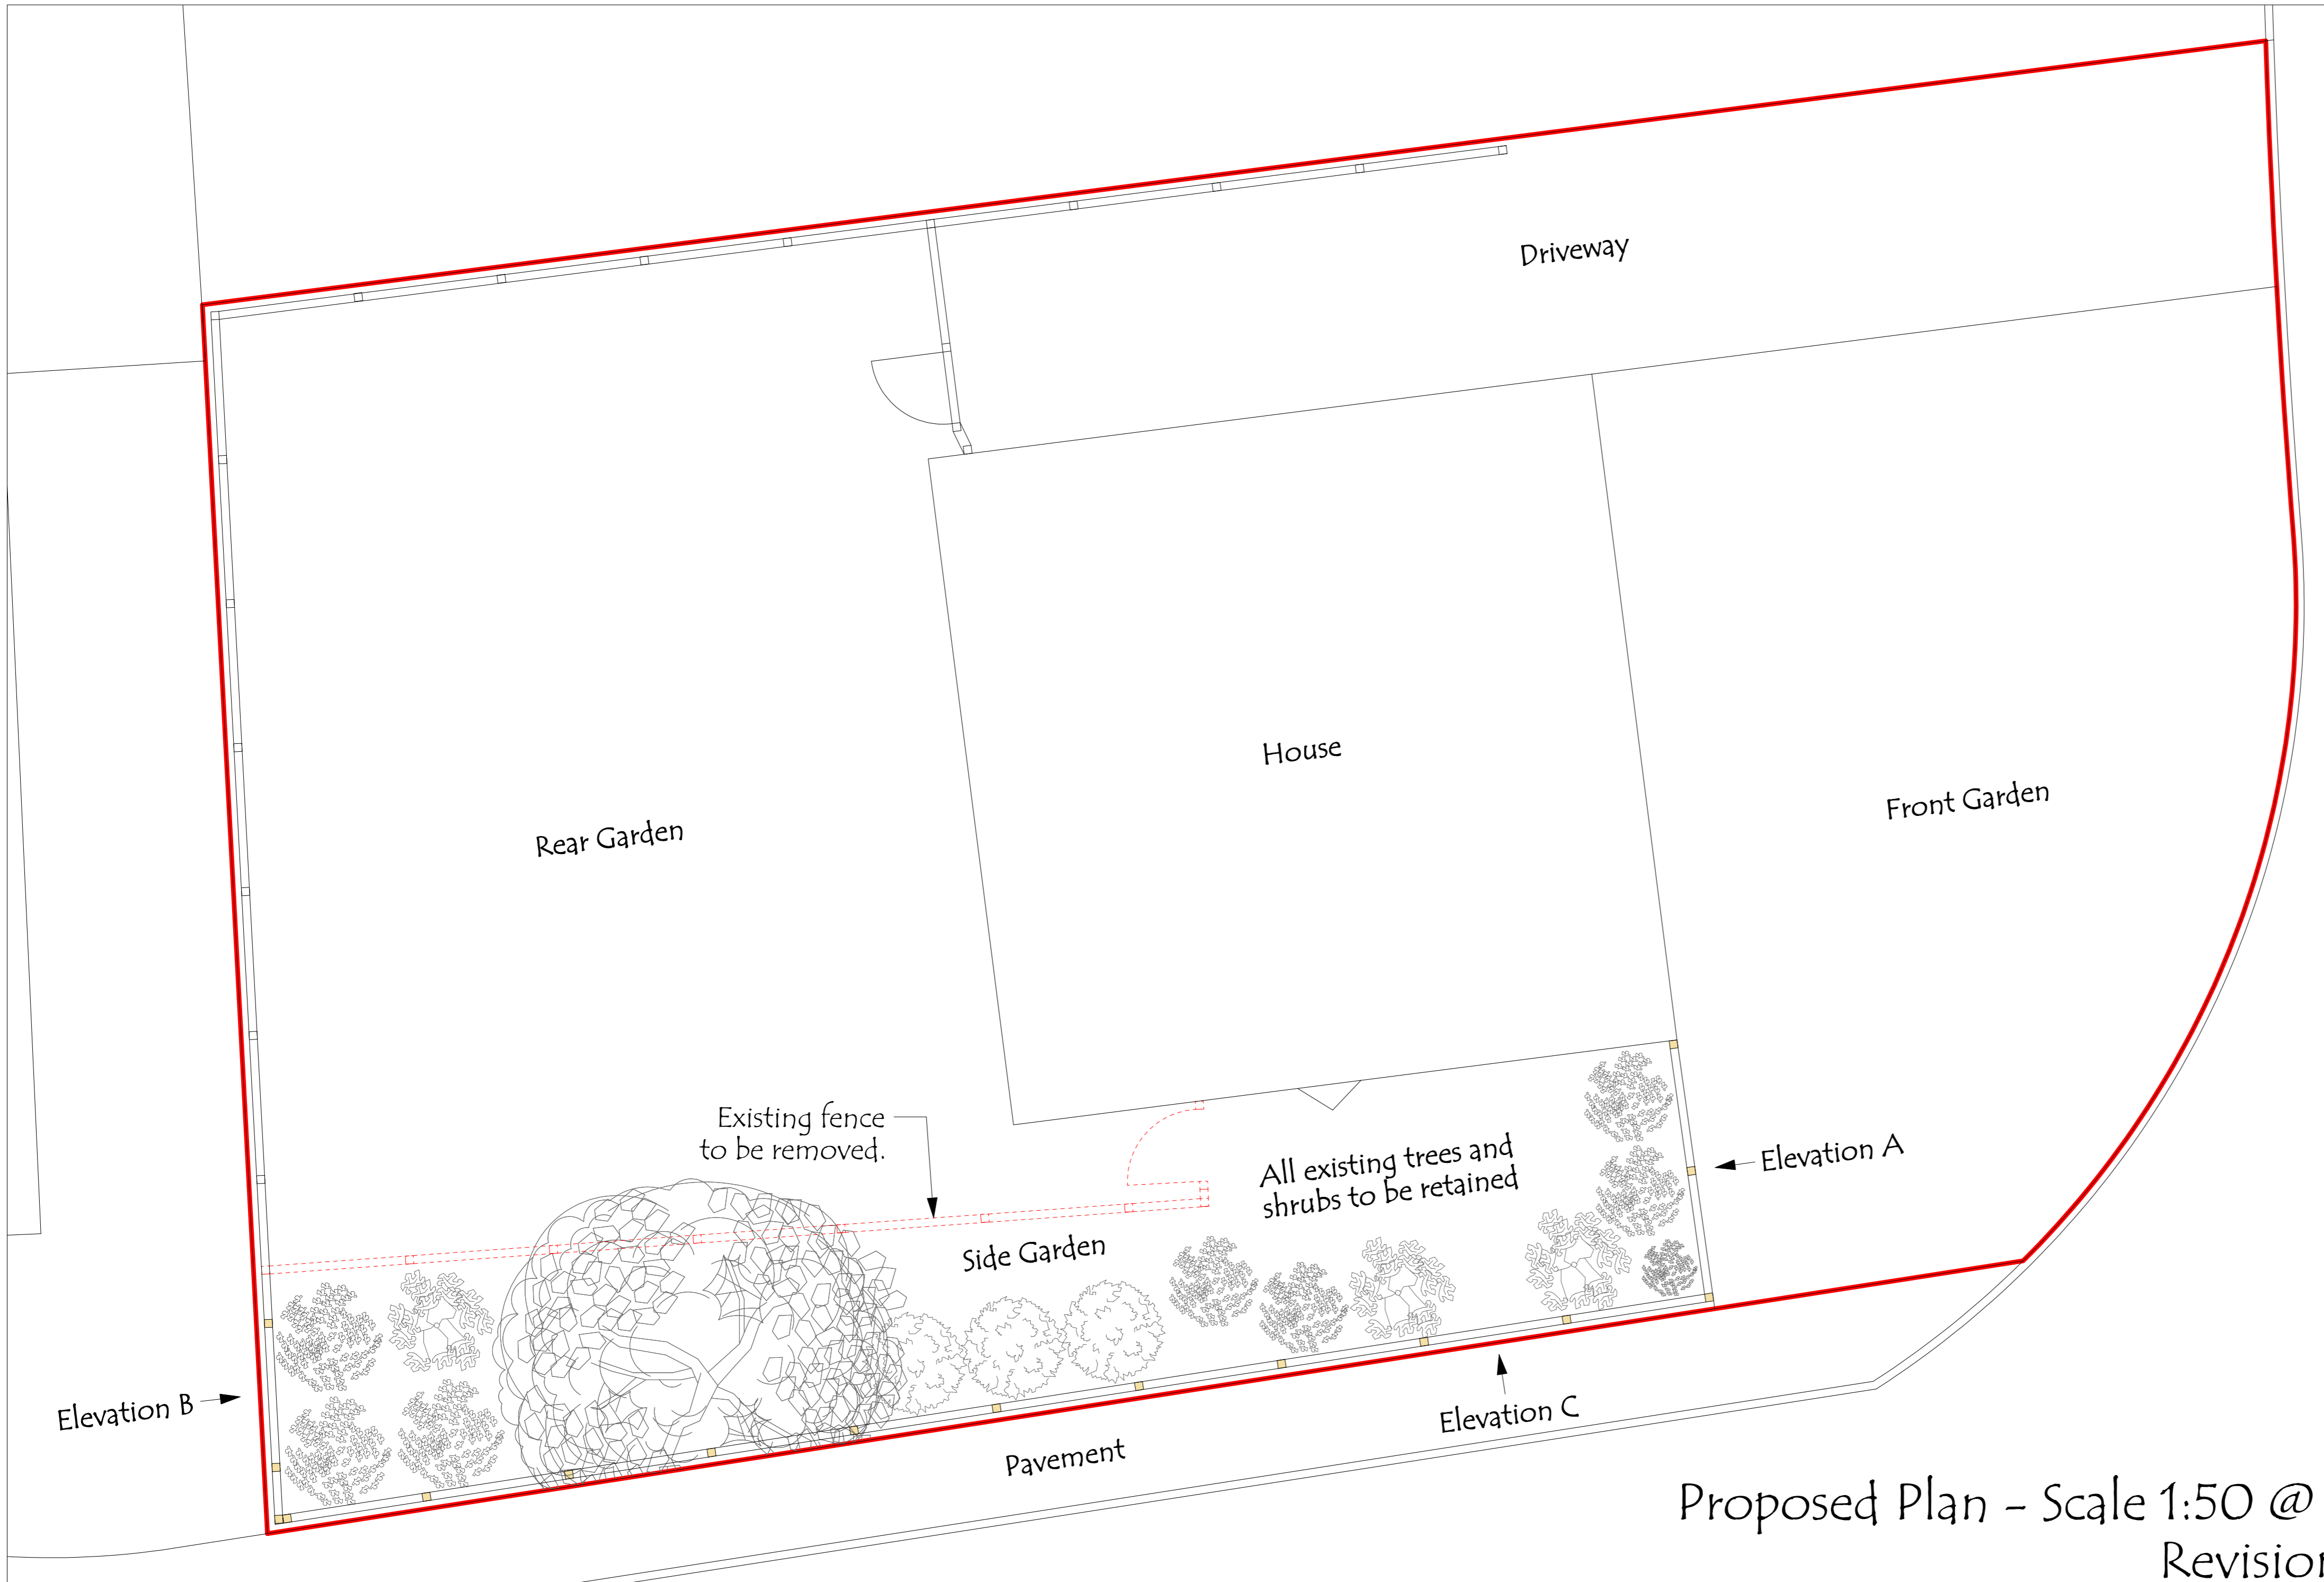 Driveway
House
Front Garden
Rear Garden
Existing fence
to be removed.
All existing trees and
shrubs to be retained
Elevation A
Side Garden
Elevation B
Elevation C
Pavement
Proposed Plan - Scale 1:50 @